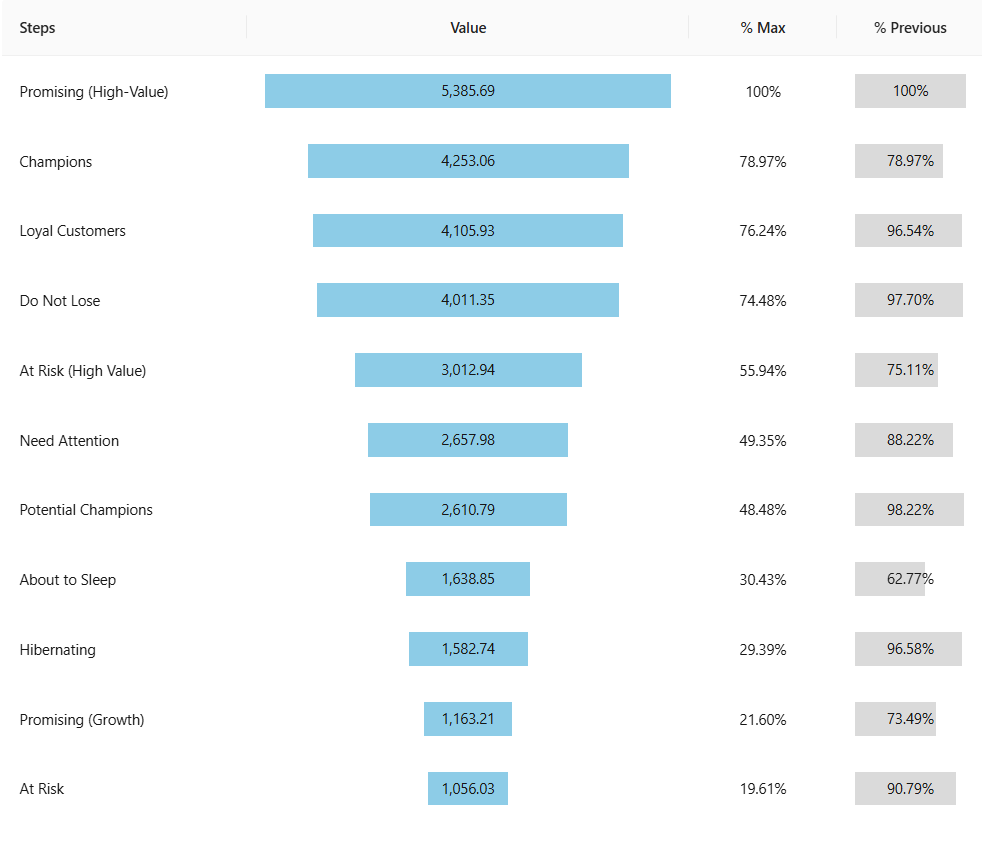 Steps Value % Max % Previous
Promising (High-Value) 5,385.69 100% 100%
Champions 4,253.06 78.97% 78.97%
Loyal Customers 4,105.93 76.24% 96.54%
Do Not Lose 4,011.35 74.48% 97.70%
At Risk (High Value) 3,012.94 55.94% 75.11%
Need Attention 2,657.98 49.35% 88.22%
Potential Champions 2,610.79 48.48% 98.22%
About to Sleep 1,638.85 30.43% 62.77%
Hibernating 1,582.74 29.39% 96.58%
Promising (Growth) 1,163.21 21.60% 73.49%
At Risk 1,056.03 19.61% 90.79%